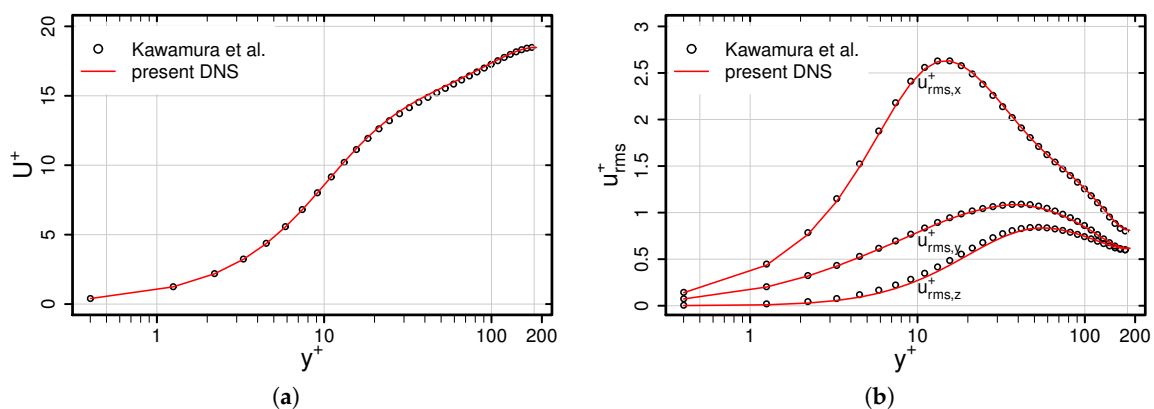 Kawamura et al.
present DNS
U+
20
15
10
5
0
1
10
100
200
y+
(a)
Kawamura et al.
present DNS
u+rms
2.5
2
1.5
1
0.5
0
u+rms,x
u+rms,y
u+rms,z
1
10
100
200
y+
(b)